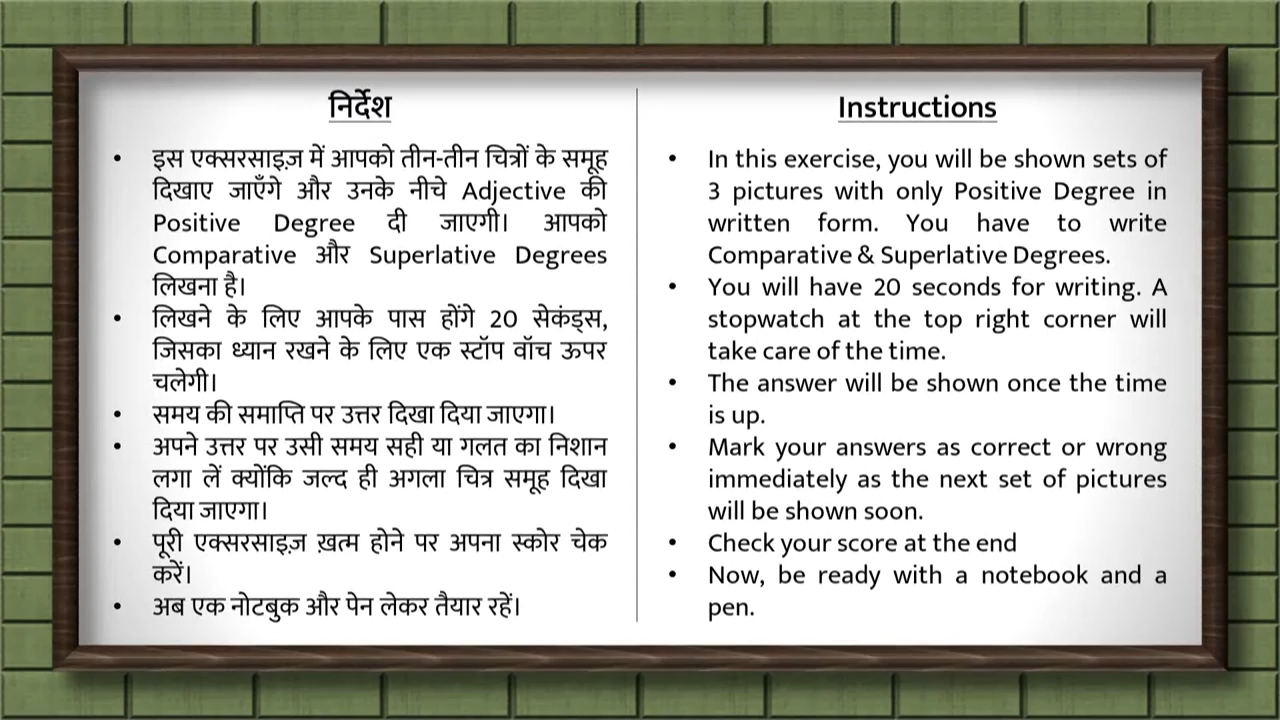 निर्देश
• इस एक्सरसाइज़ में आपको तीन-तीन चित्रों के समूह
दिखाए जाएँगे और उनके नीचे Adjective की
Positive Degree दी जाएगी। आपको
Comparative और Superlative Degrees
लिखना है।
• लिखने के लिए आपके पास होंगे 20 सेकंड्स,
जिसका ध्यान रखने के लिए एक स्टॉप वॉच ऊपर
चलेगी।
• समय की समाप्ति पर उत्तर दिखा दिया जाएगा।
• अपने उत्तर पर उसी समय सही या गलत का निशान
लगा लें क्योंकि जल्द ही अगला चित्र समूह दिखा
दिया जाएगा।
• पूरी एक्सरसाइज़ ख़त्म होने पर अपना स्कोर चेक
करें।
• अब एक नोटबुक और पेन लेकर तैयार रहें।
Instructions
• In this exercise, you will be shown sets of
3 pictures with only Positive Degree in
written form. You have to write
Comparative & Superlative Degrees.
• You will have 20 seconds for writing. A
stopwatch at the top right corner will
take care of the time.
• The answer will be shown once the time
is up.
• Mark your answers as correct or wrong
immediately as the next set of pictures
will be shown soon.
• Check your score at the end
• Now, be ready with a notebook and a
pen.